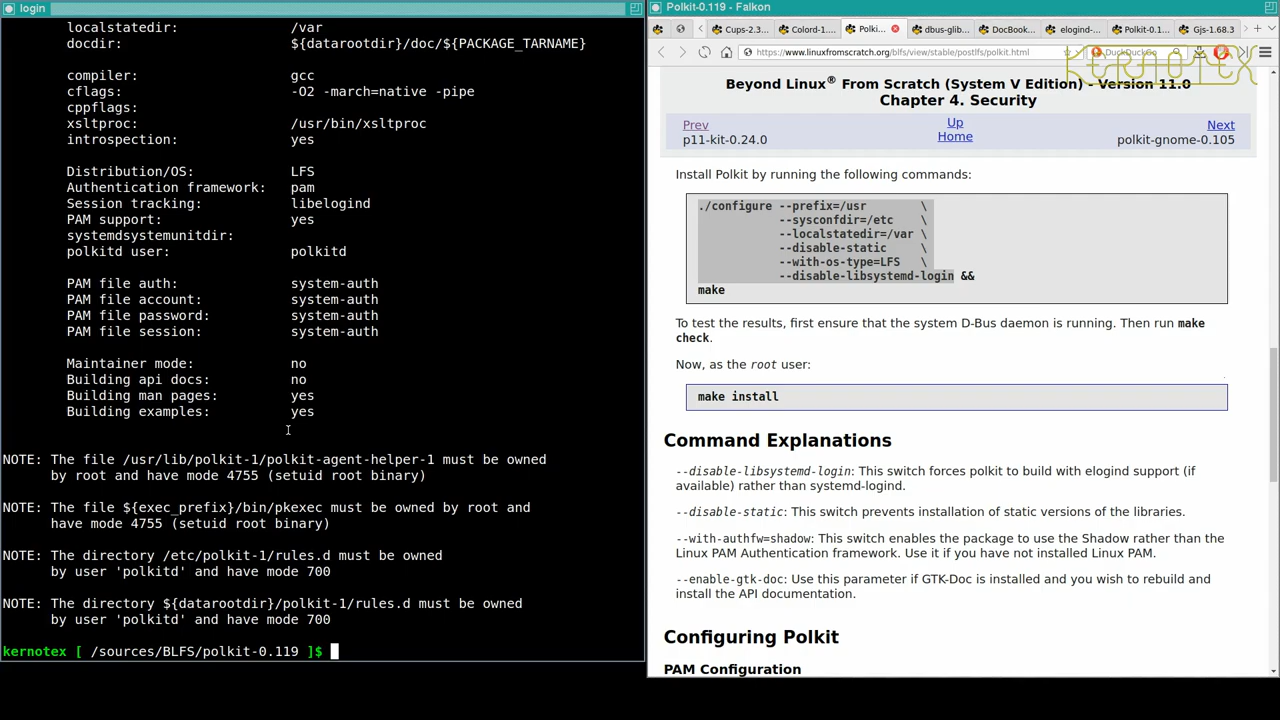 login
localstatedir: /var
docdir: ${datarootdir}/doc/${PACKAGE_TARNAME}
compiler: gcc
cflags: -O2 -march=native -pipe
cppflags:
xsltproc: /usr/bin/xsltproc
introspection: yes
Distribution/OS: LFS
Authentication framework: pam
Session tracking: libelogind
PAM support: yes
systemdsystemunitdir:
polkitd user: polkitd
PAM file auth: system-auth
PAM file account: system-auth
PAM file password: system-auth
PAM file session: system-auth
Maintainer mode: no
Building api docs: no
Building man pages: yes
Building examples: yes
NOTE: The file /usr/lib/polkit-1/polkit-agent-helper-1 must be owned
by root and have mode 4755 (setuid root binary)
NOTE: The file ${exec_prefix}/bin/pkexec must be owned by root and
have mode 4755 (setuid root binary)
NOTE: The directory /etc/polkit-1/rules.d must be owned
by user 'polkitd' and have mode 700
NOTE: The directory ${datarootdir}/polkit-1/rules.d must be owned
by user 'polkitd' and have mode 700
kernotex [ /sources/BLFS/polkit-0.119 ]$
Polkit-0.119 - Falkon
Cups-2.3... Colord-1.... Polki... dbus-glib... DocBook... elogind-... Polkit-0.1... Gjs-1.68.3
https://www.linuxfromscratch.org/blfs/view/stable/postlfs/polkit.html DuckDuckGo
KERNOTEX
Beyond Linux® From Scratch (System V Edition) - Version 11.0
Chapter 4. Security
Prev Up Next
p11-kit-0.24.0 Home polkit-gnome-0.105
Install Polkit by running the following commands:
./configure --prefix=/usr \
--sysconfdir=/etc \
--localstatedir=/var \
--disable-static \
--with-os-type=LFS \
--disable-libsystemd-login &&
make
To test the results, first ensure that the system D-Bus daemon is running. Then run make
check.
Now, as the root user:
make install
Command Explanations
--disable-libsystemd-login: This switch forces polkit to build with elogind support (if
available) rather than systemd-logind.
--disable-static: This switch prevents installation of static versions of the libraries.
--with-authfw=shadow: This switch enables the package to use the Shadow rather than the
Linux PAM Authentication framework. Use it if you have not installed Linux PAM.
--enable-gtk-doc: Use this parameter if GTK-Doc is installed and you wish to rebuild and
install the API documentation.
Configuring Polkit
PAM Configuration